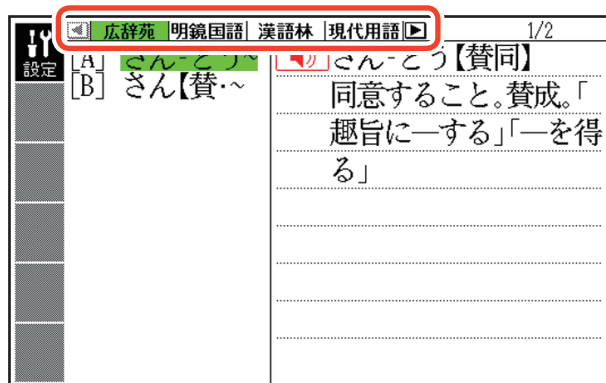 広辞苑 明鏡国語 漢語林 現代用語
1/2
設定
[A] さん‐どう~
[B] さん【賛・~
さん‐どう【賛同】
同意すること。賛成。「
趣旨に―する」「―を得
る」